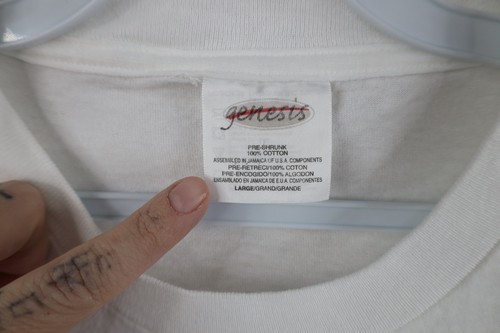 genesis
PRE-SHRUNK
100% COTTON
ASSEMBLED IN JAMAICA OF U.S.A. COMPONENTS
PRE-RETRECI/100% COTON
PRE-ENCOGIDO/100% ALGODON
ENSAMBLADO EN JAMAICA DE E.U.A. COMPONENTES
LARGE/GRAND/GRANDE